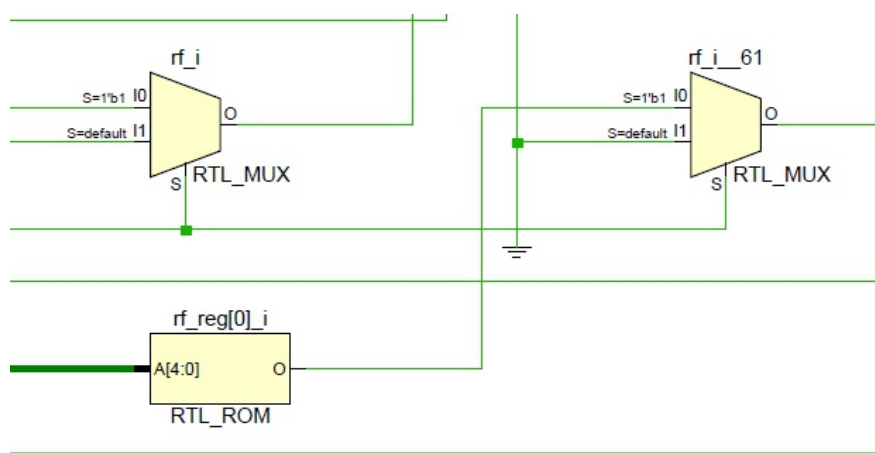 rf_i
S=1'b1 I0
S=default I1
O
S
RTL_MUX
rf_i__61
S=1'b1 I0
S=default I1
O
S
RTL_MUX
rf_reg[0]_i
A[4:0] O
RTL_ROM